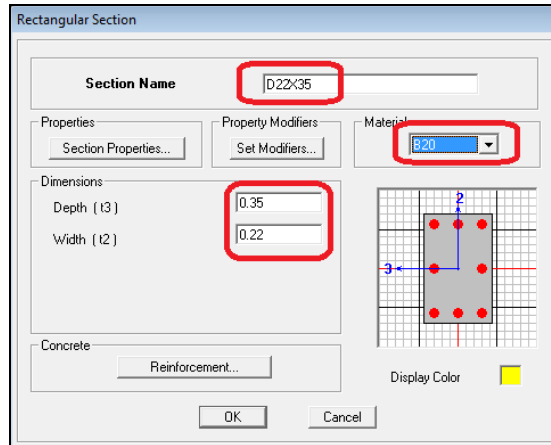 Rectangular Section
Section Name
D22X35
Properties
Section Properties...
Property Modifiers
Set Modifiers...
Material
B20
Dimensions
Depth ( t3 )
0.35
Width ( t2 )
0.22
2
3
Concrete
Reinforcement...
Display Color
OK
Cancel